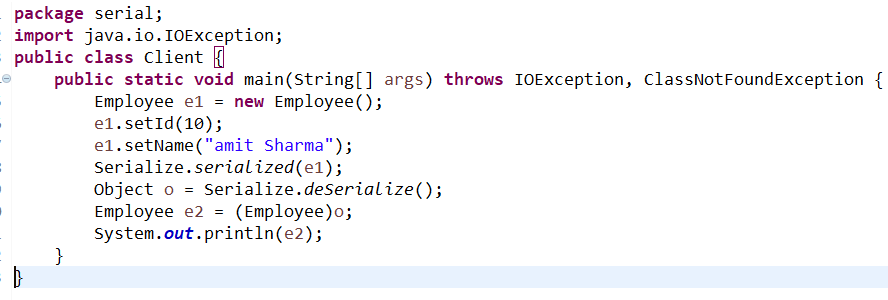 package serial;
import java.io.IOException;
public class Client {
public static void main(String[] args) throws IOException, ClassNotFoundException {
Employee e1 = new Employee();
e1.setId(10);
e1.setName("amit Sharma");
Serialize.serialized(e1);
Object o = Serialize.deSerialize();
Employee e2 = (Employee)o;
System.out.println(e2);
}
}